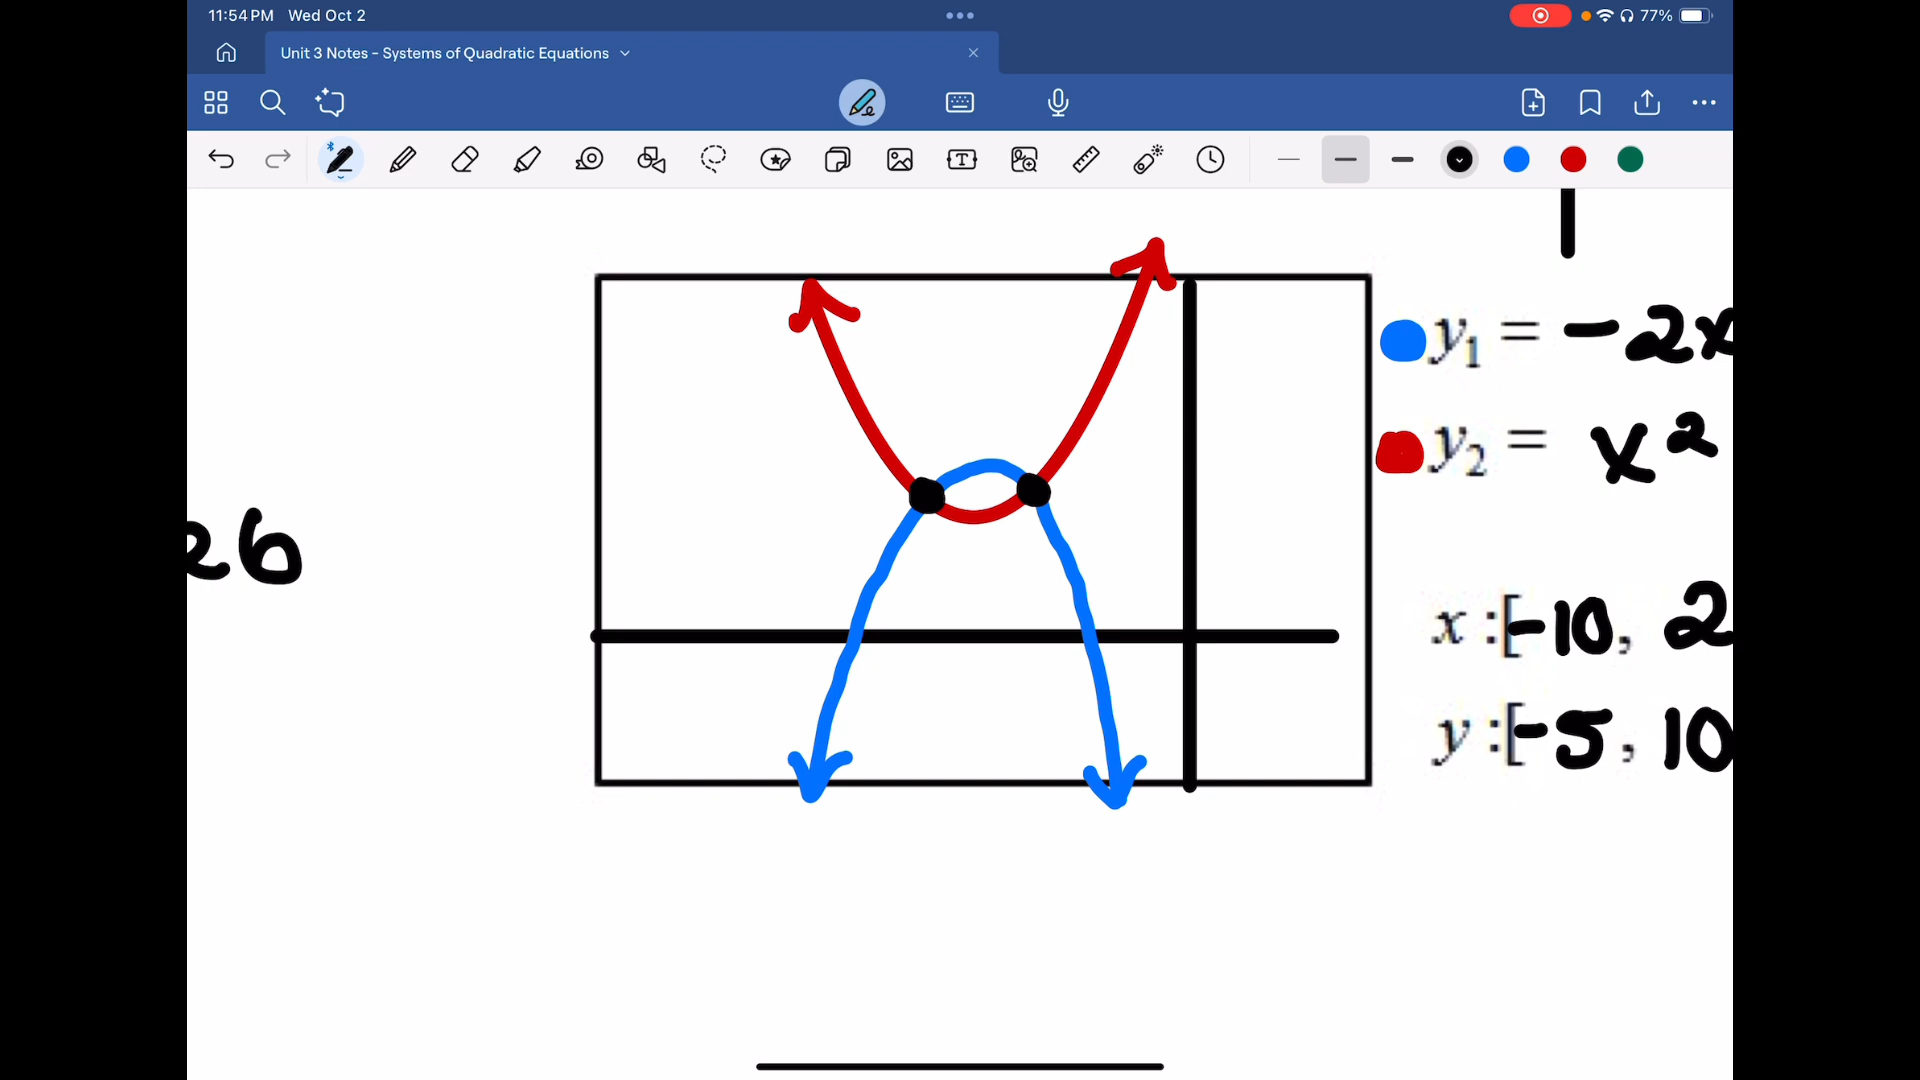 11:54 PM Wed Oct 2
77%
Unit 3 Notes - Systems of Quadratic Equations
y₁ = -2x
y₂ = x²
26
x:[-10, 2
y:[-5, 10